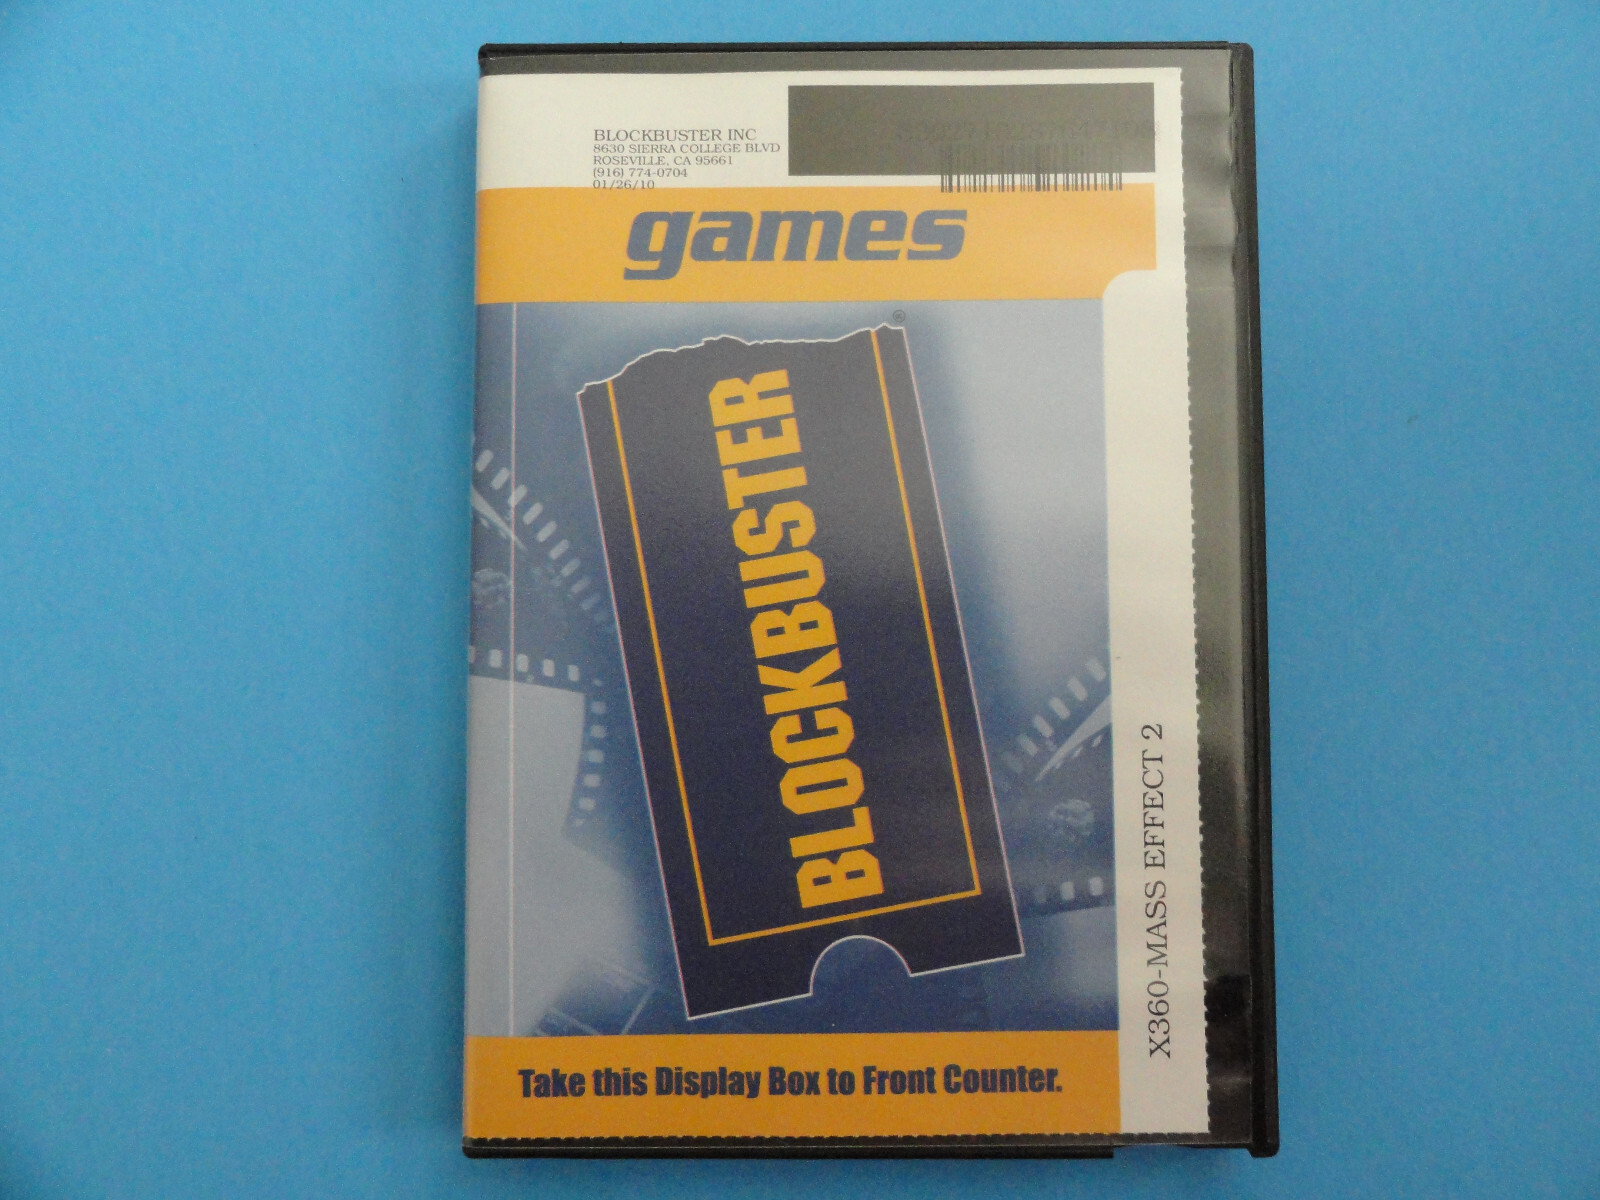 BLOCKBUSTER INC
8630 SIERRA COLLEGE BLVD
ROSEVILLE, CA 95661
(916) 774-0704
01/26/10
games
®
BLOCKBUSTER
X360-MASS EFFECT 2
Take this Display Box to Front Counter.